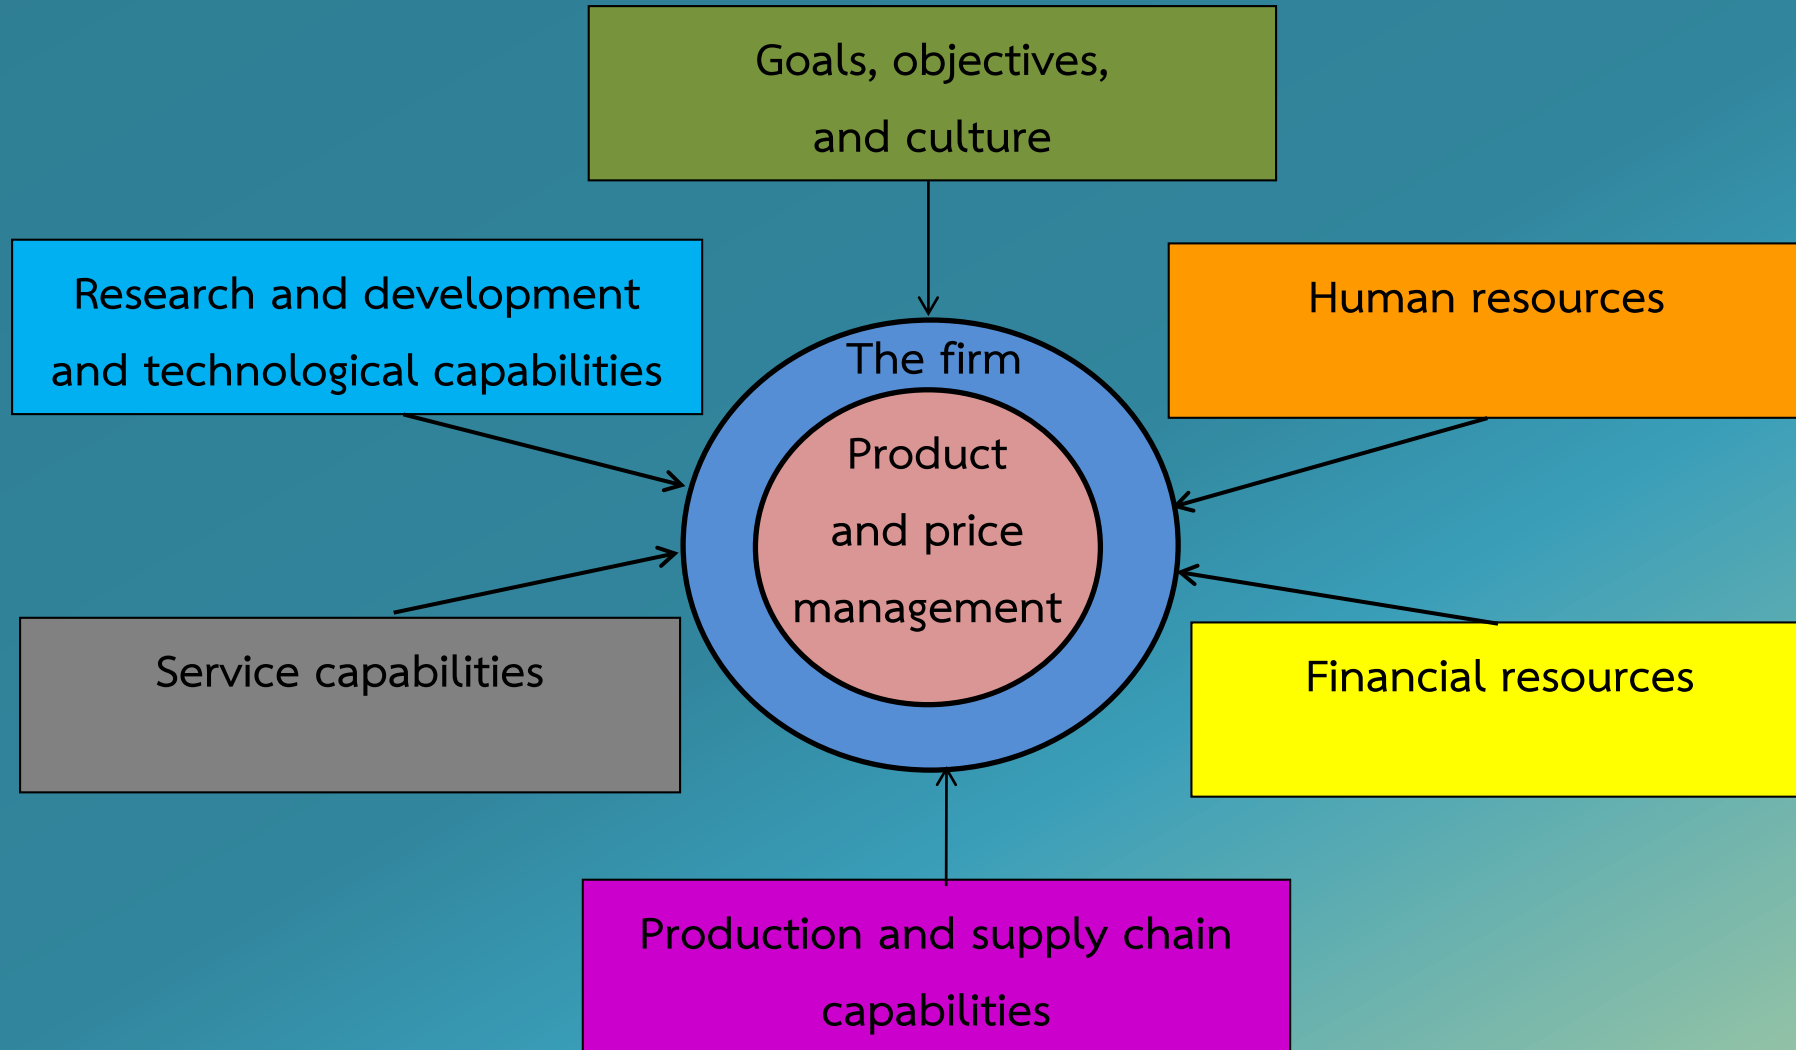 Goals, objectives,
and culture
Research and development
and technological capabilities
Human resources
The firm
Product
and price
management
Service capabilities
Financial resources
Production and supply chain
capabilities